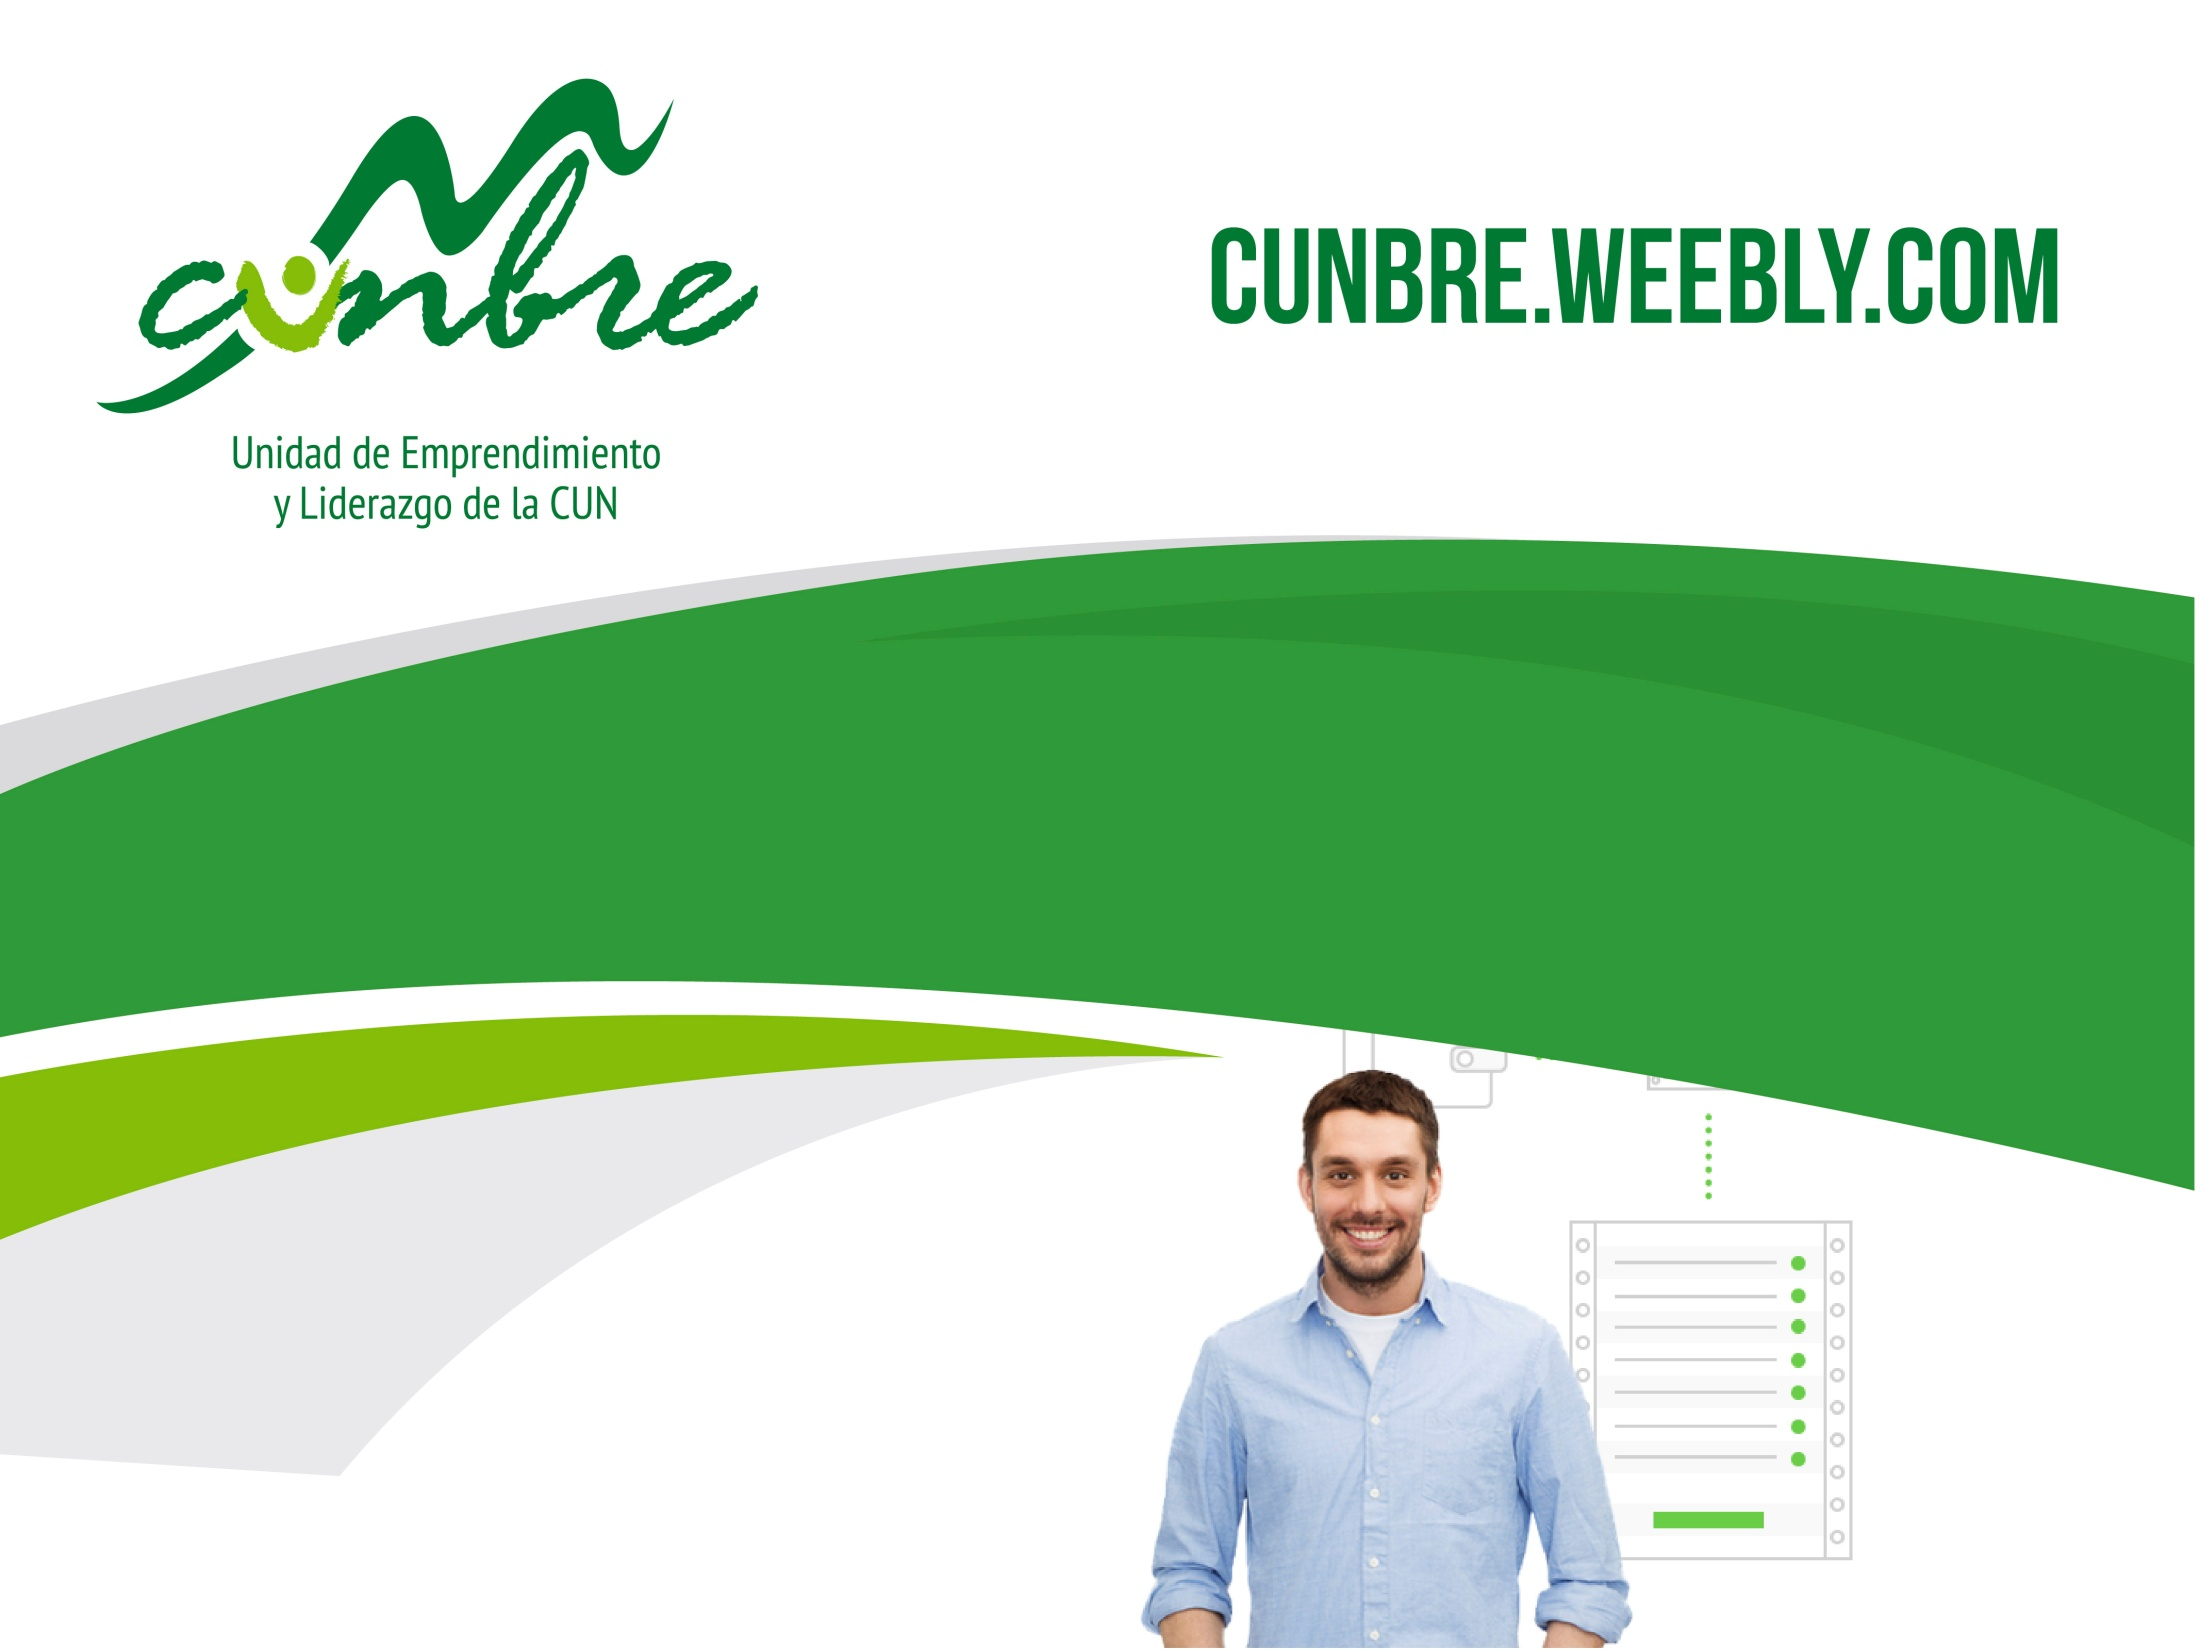 cunbre
Unidad de Emprendimiento
y Liderazgo de la CUN
CUNBRE.WEEBLY.COM